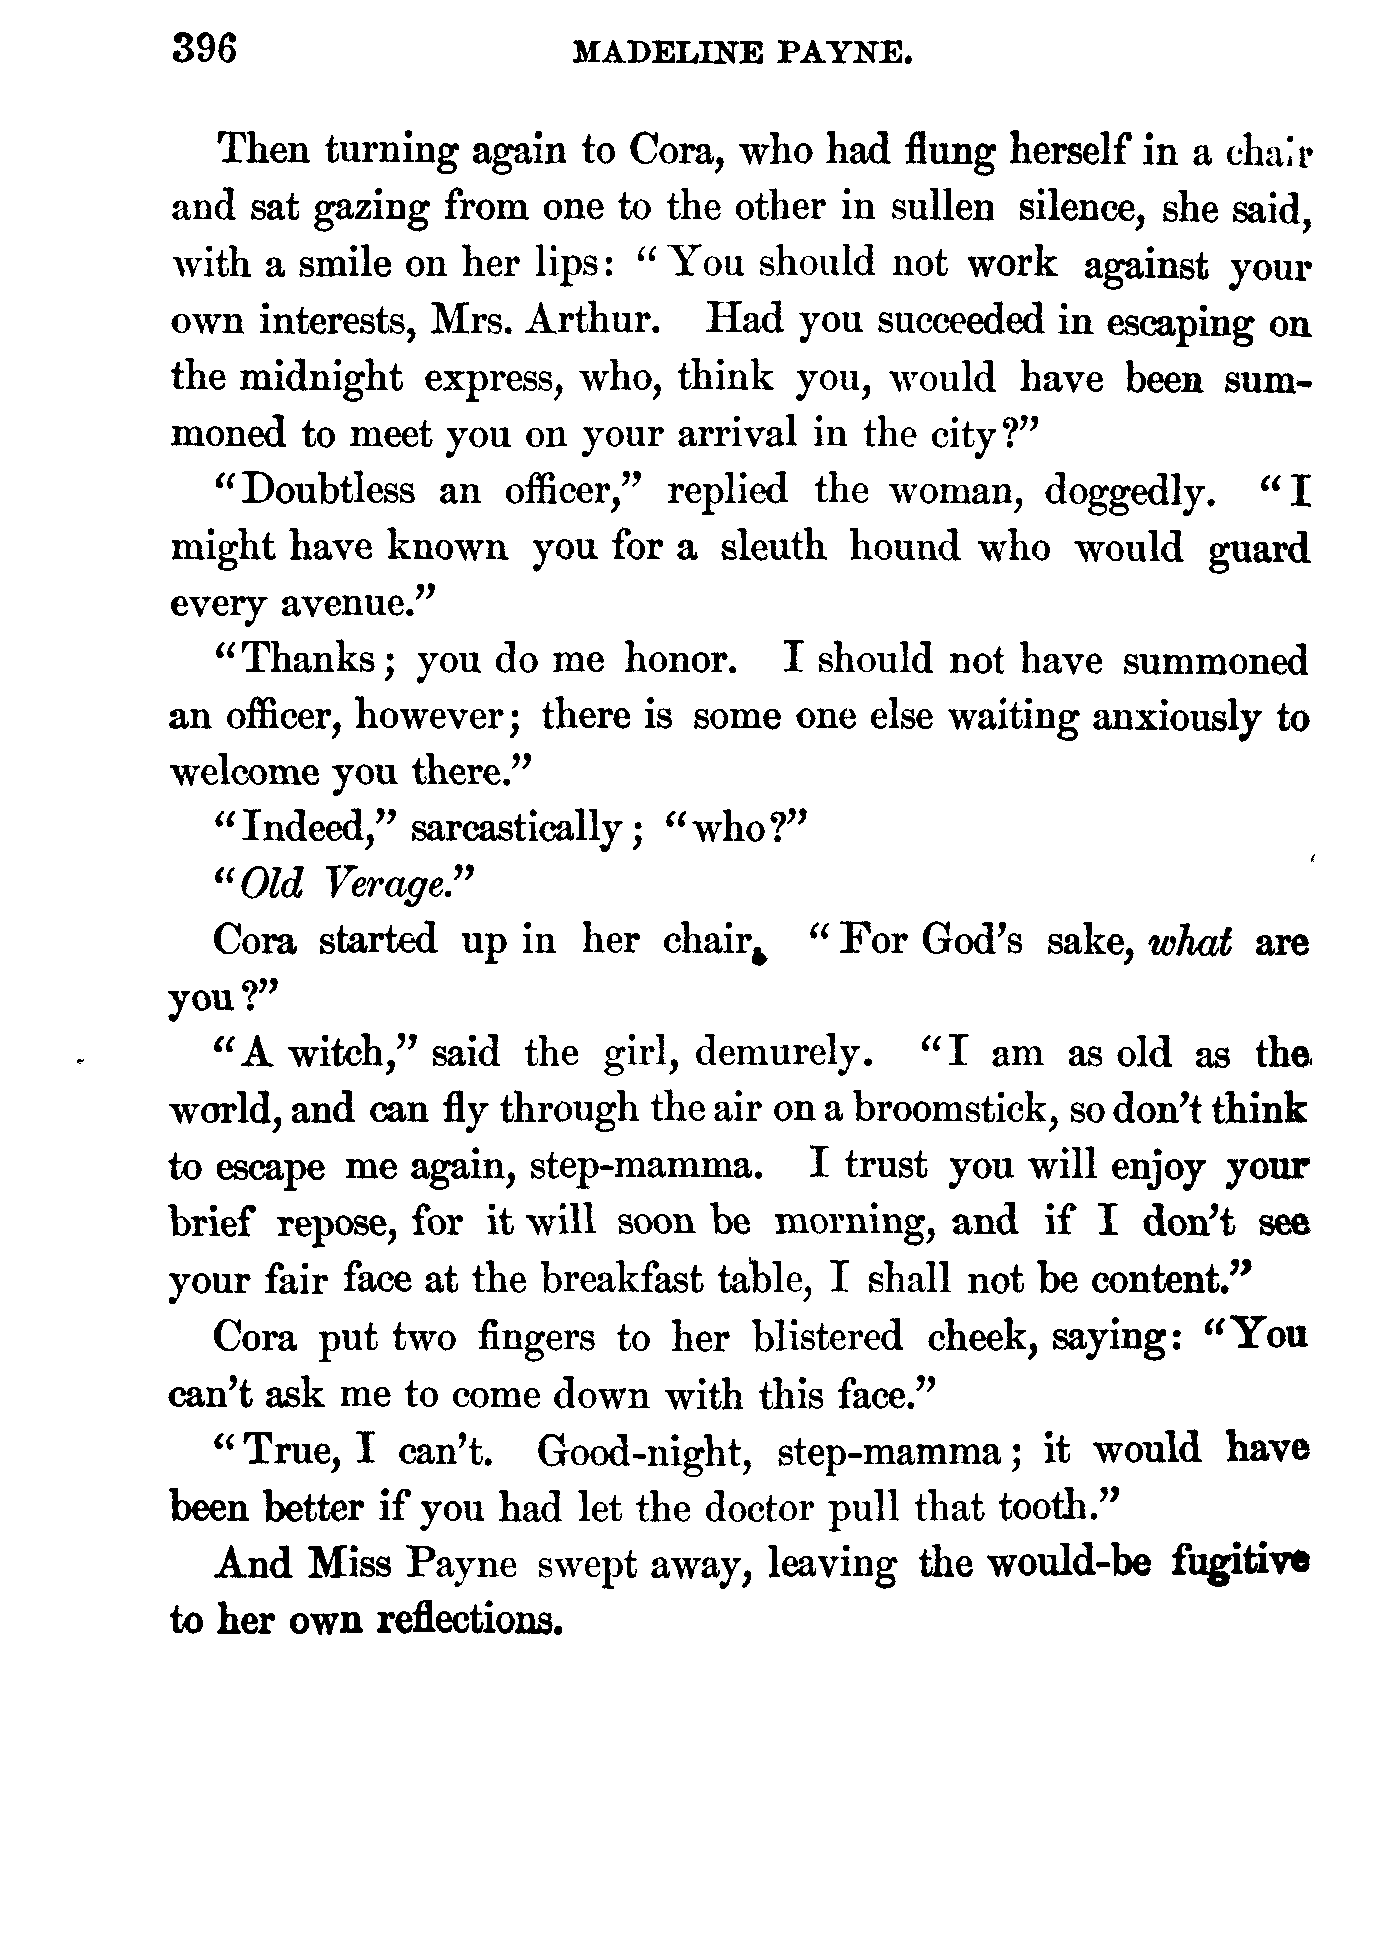 396 MADELINE PAYNE.
Then turning again to Cora, who had flung herself in a chair
and sat gazing from one to the other in sullen silence, she said,
with a smile on her lips: “You should not work against your
own interests, Mrs. Arthur. Had you succeeded in escaping on
the midnight express, who, think you, would have been sum-
moned to meet you on your arrival in the city?”
“Doubtless an officer,” replied the woman, doggedly. “I
might have known you for a sleuth hound who would guard
every avenue.”
“Thanks; you do me honor. I should not have summoned
an officer, however; there is some one else waiting anxiously to
welcome you there.”
“Indeed,” sarcastically; “who?”
“Old Verage.”
Cora started up in her chair. “For God’s sake, what are
you?”
“A witch,” said the girl, demurely. “I am as old as the
world, and can fly through the air on a broomstick, so don’t think
to escape me again, step-mamma. I trust you will enjoy your
brief repose, for it will soon be morning, and if I don’t see
your fair face at the breakfast table, I shall not be content.”
Cora put two fingers to her blistered cheek, saying: “You
can’t ask me to come down with this face.”
“True, I can’t. Good-night, step-mamma; it would have
been better if you had let the doctor pull that tooth.”
And Miss Payne swept away, leaving the would-be fugitive
to her own reflections.